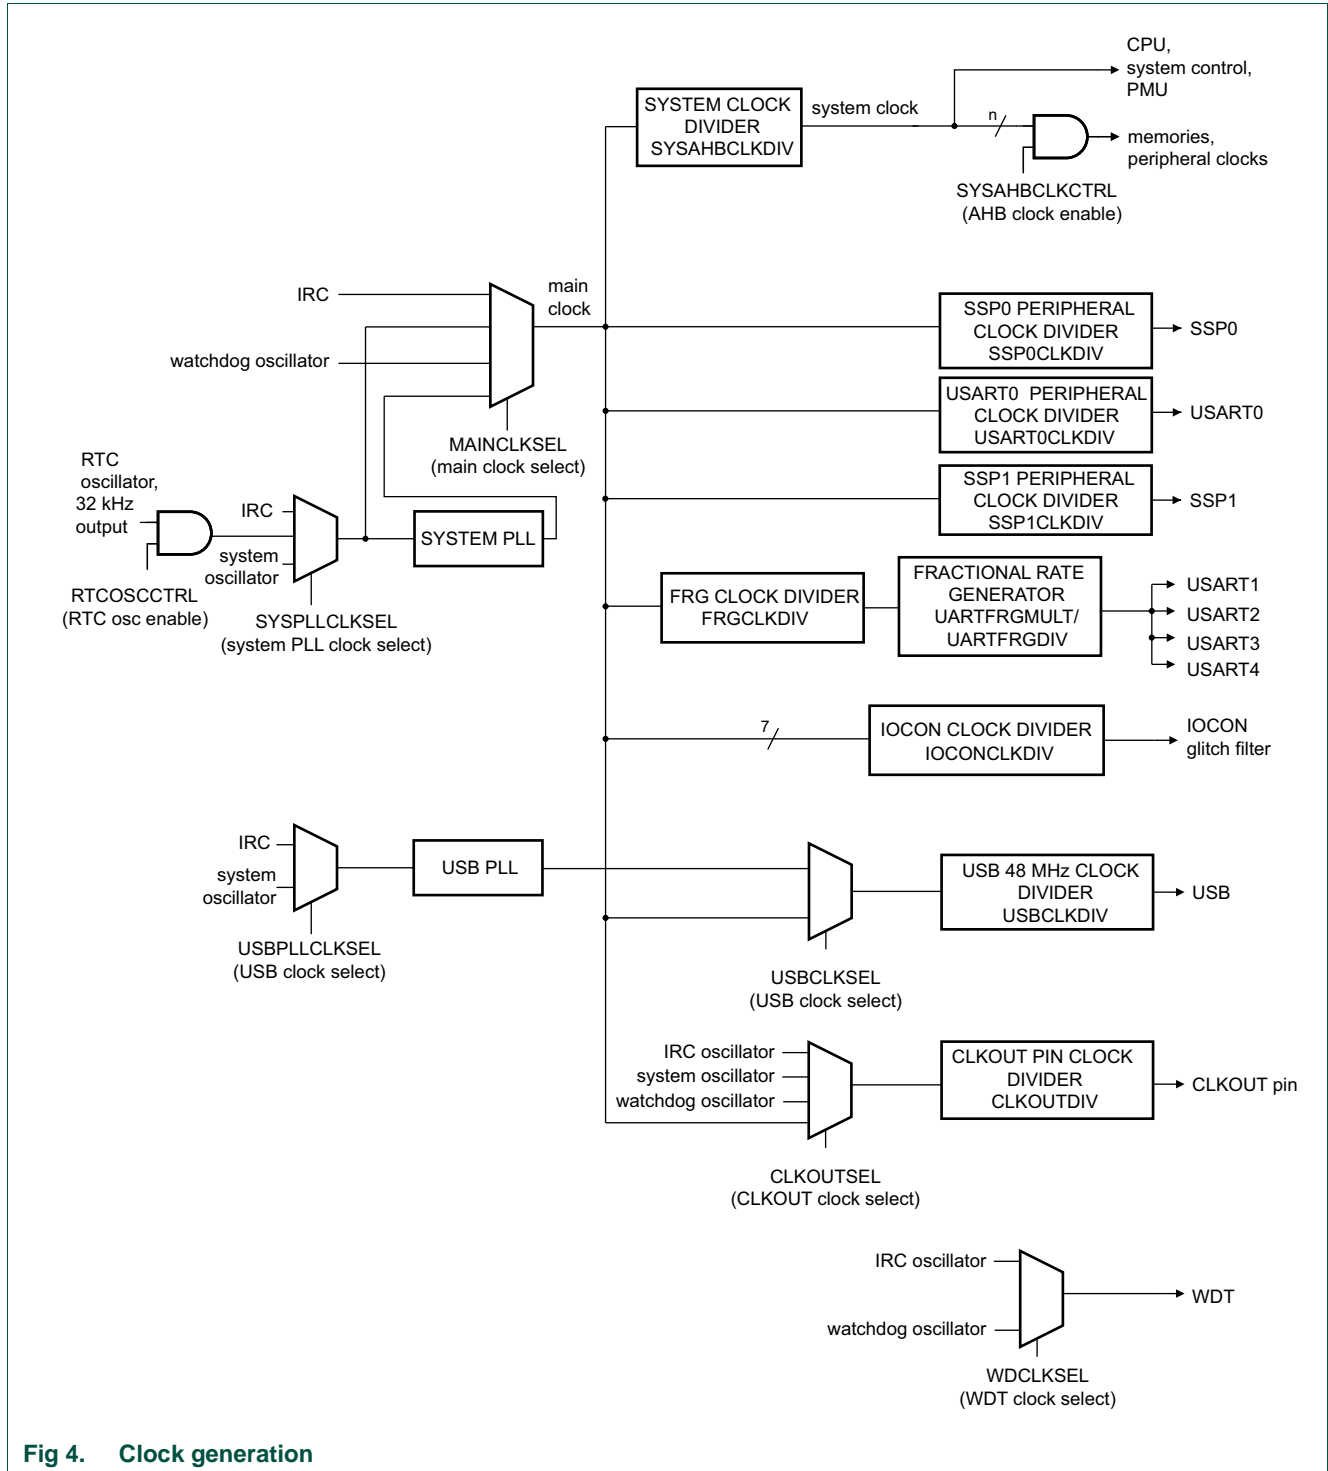 CPU,
system control,
PMU
SYSTEM CLOCK
DIVIDER
SYSAHBCLKDIV
system clock
n
memories,
peripheral clocks
SYSAHBCLKCTRL
(AHB clock enable)
IRC
main
clock
watchdog oscillator
MAINCLKSEL
(main clock select)
SSP0 PERIPHERAL
CLOCK DIVIDER
SSP0CLKDIV
SSP0
USART0 PERIPHERAL
CLOCK DIVIDER
USART0CLKDIV
USART0
SSP1 PERIPHERAL
CLOCK DIVIDER
SSP1CLKDIV
SSP1
RTC
oscillator,
32 kHz
output
IRC
system
oscillator
SYSTEM PLL
RTCOSCCTRL
(RTC osc enable)
SYSPLLCLKSEL
(system PLL clock select)
FRG CLOCK DIVIDER
FRGCLKDIV
FRACTIONAL RATE
GENERATOR
UARTFRGMULT/
UARTFRGDIV
USART1
USART2
USART3
USART4
7
IOCON CLOCK DIVIDER
IOCONCLKDIV
IOCON
glitch filter
IRC
system
oscillator
USB PLL
USBPLLCLKSEL
(USB clock select)
USB 48 MHz CLOCK
DIVIDER
USBCLKDIV
USB
USBCLKSEL
(USB clock select)
IRC oscillator
system oscillator
watchdog oscillator
CLKOUT PIN CLOCK
DIVIDER
CLKOUTDIV
CLKOUT pin
CLKOUTSEL
(CLKOUT clock select)
IRC oscillator
watchdog oscillator
WDT
WDCLKSEL
(WDT clock select)
Fig 4. Clock generation